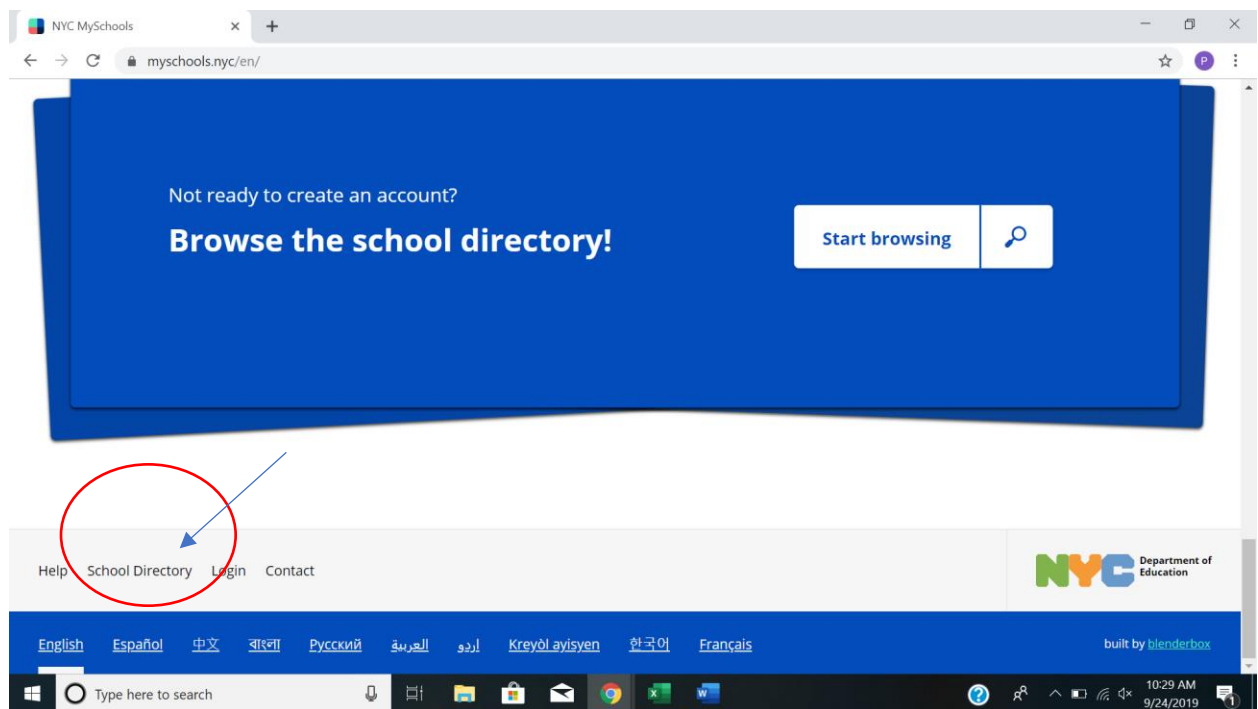 NYC MySchools
myschools.nyc/en/
P
Not ready to create an account?
Browse the school directory!
Start browsing
Help School Directory Login Contact
NYC Department of
Education
English Español 中文 বাংলা Русский العربية اردو Kreyòl ayisyen 한국어 Français
built by blenderbox
Type here to search
10:29 AM
9/24/2019
1